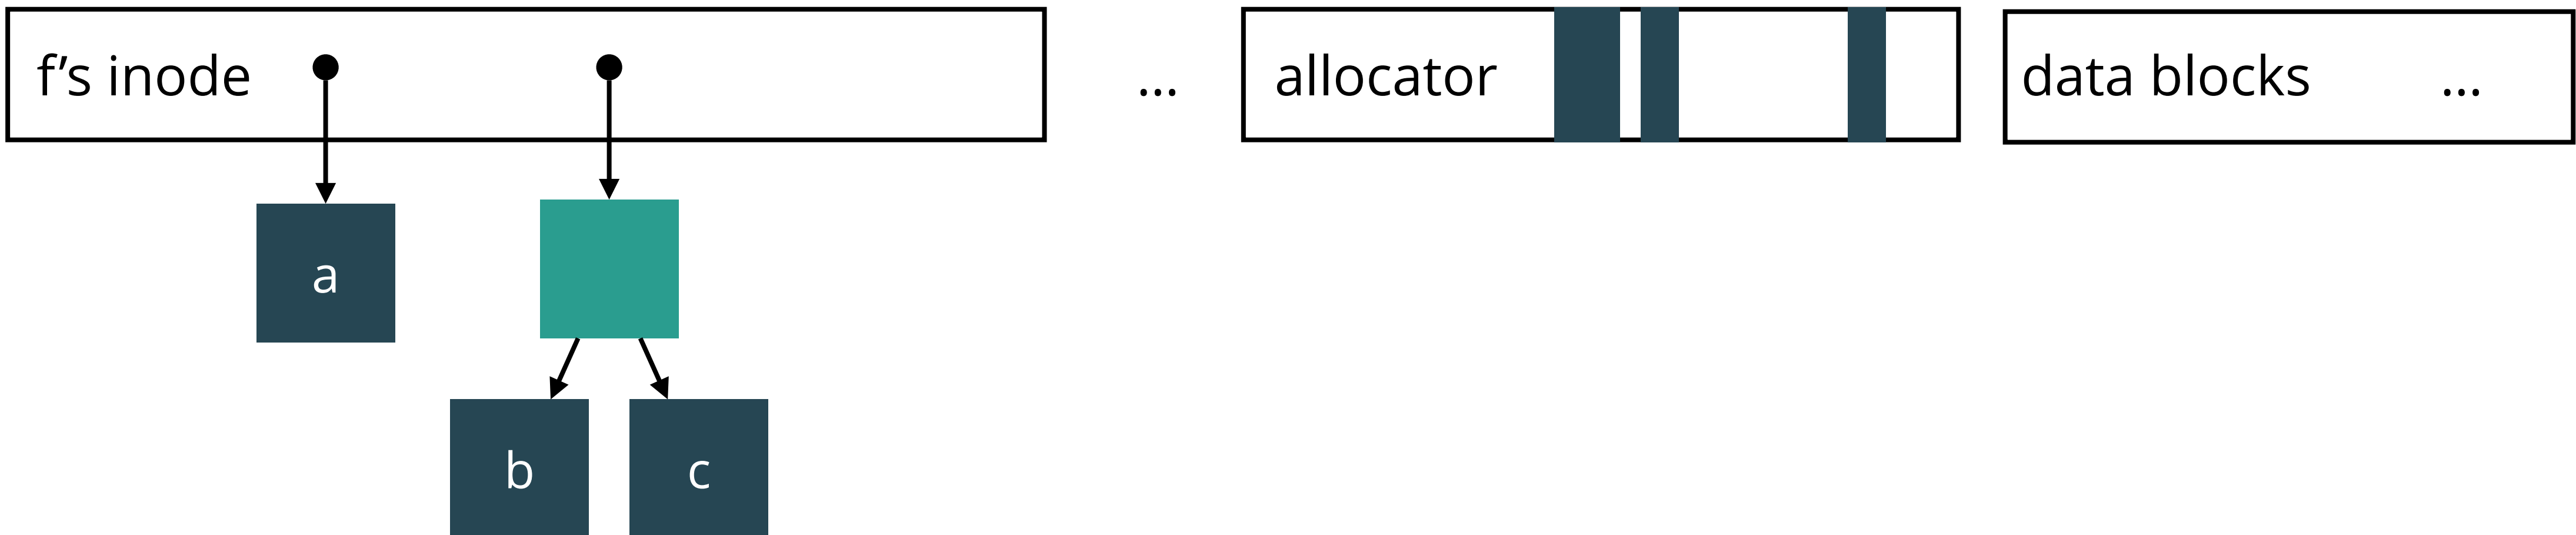 f’s inode
...
allocator
data blocks ...
a
b
c